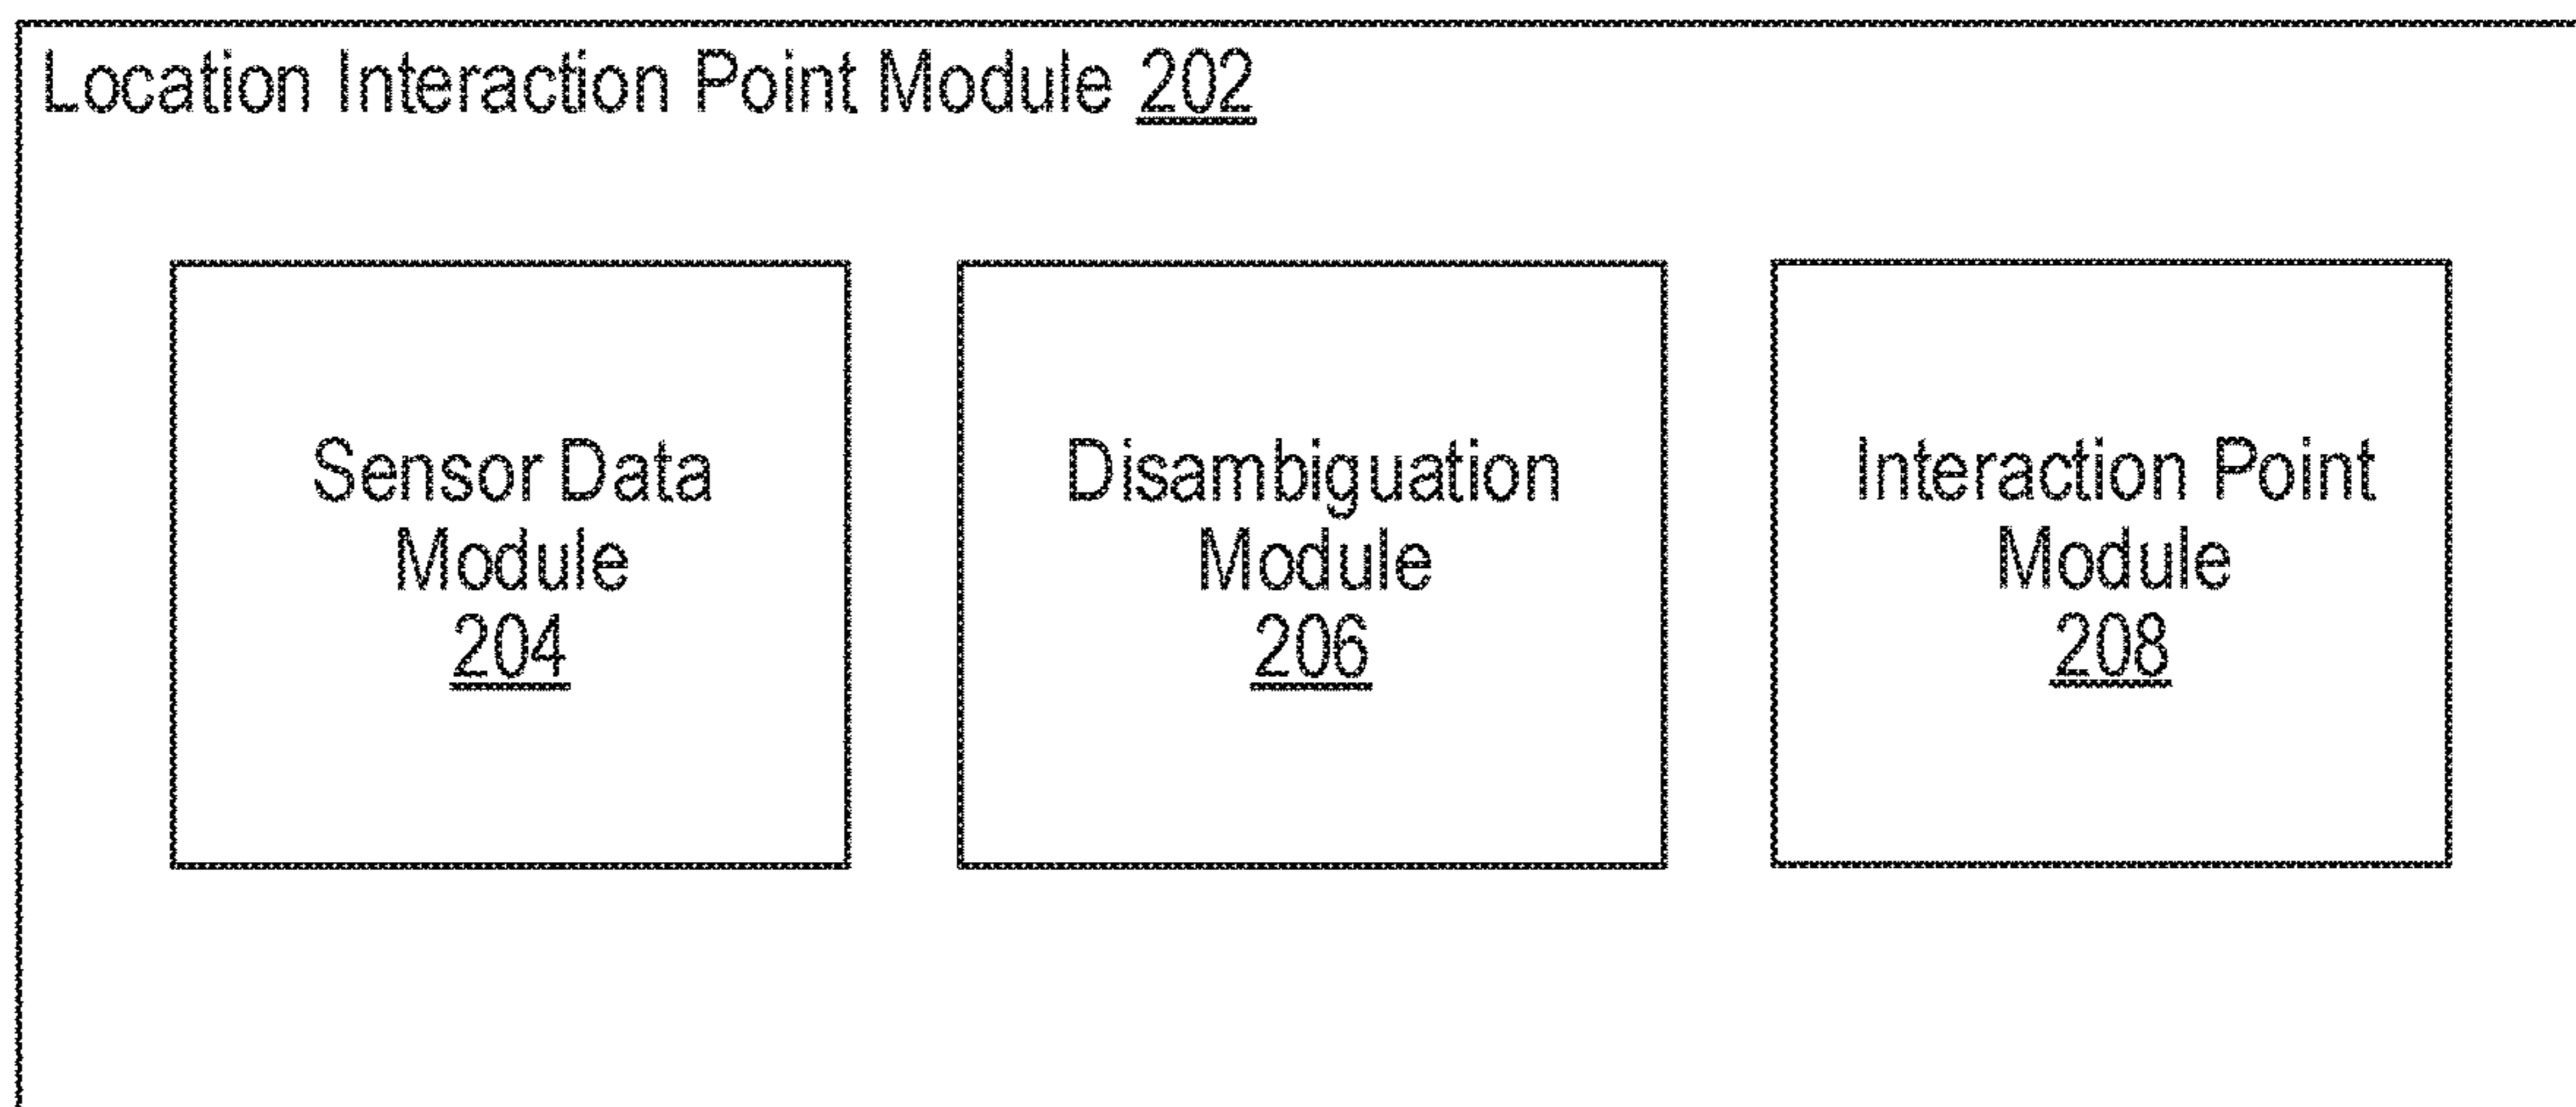 Location Interaction Point Module 202
Sensor Data
Module
204
Disambiguation
Module
206
Interaction Point
Module
208